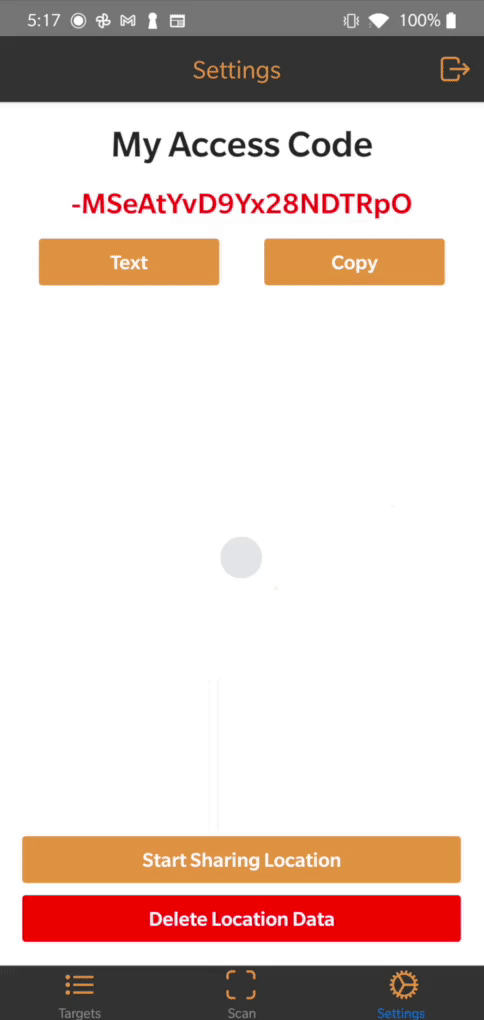 5:17 100%
Settings
My Access Code
-MSeAtYvD9Yx28NDTRpO
Text Copy
Start Sharing Location
Delete Location Data
Targets Scan Settings